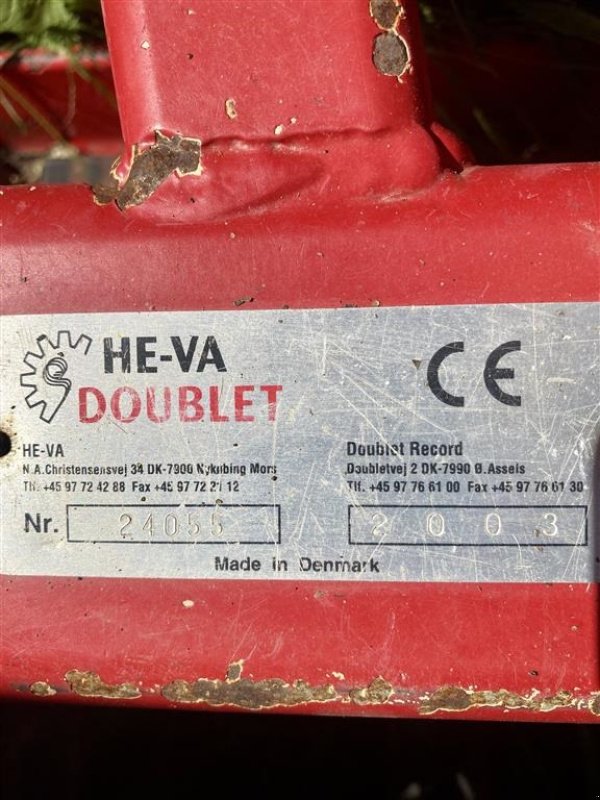 HE-VA
DOUBLET
CE
HE-VA
N.A.Christensensvej 34 DK-7900 Nykøbing Mors
Tlf. +45 97 72 42 88 Fax +45 97 72 21 12
Doublet Record
Doubletvej 2 DK-7990 Ø.Assels
Tlf. +45 97 76 61 00 Fax +45 97 76 61 30
Nr. 24055
2003
Made in Denmark